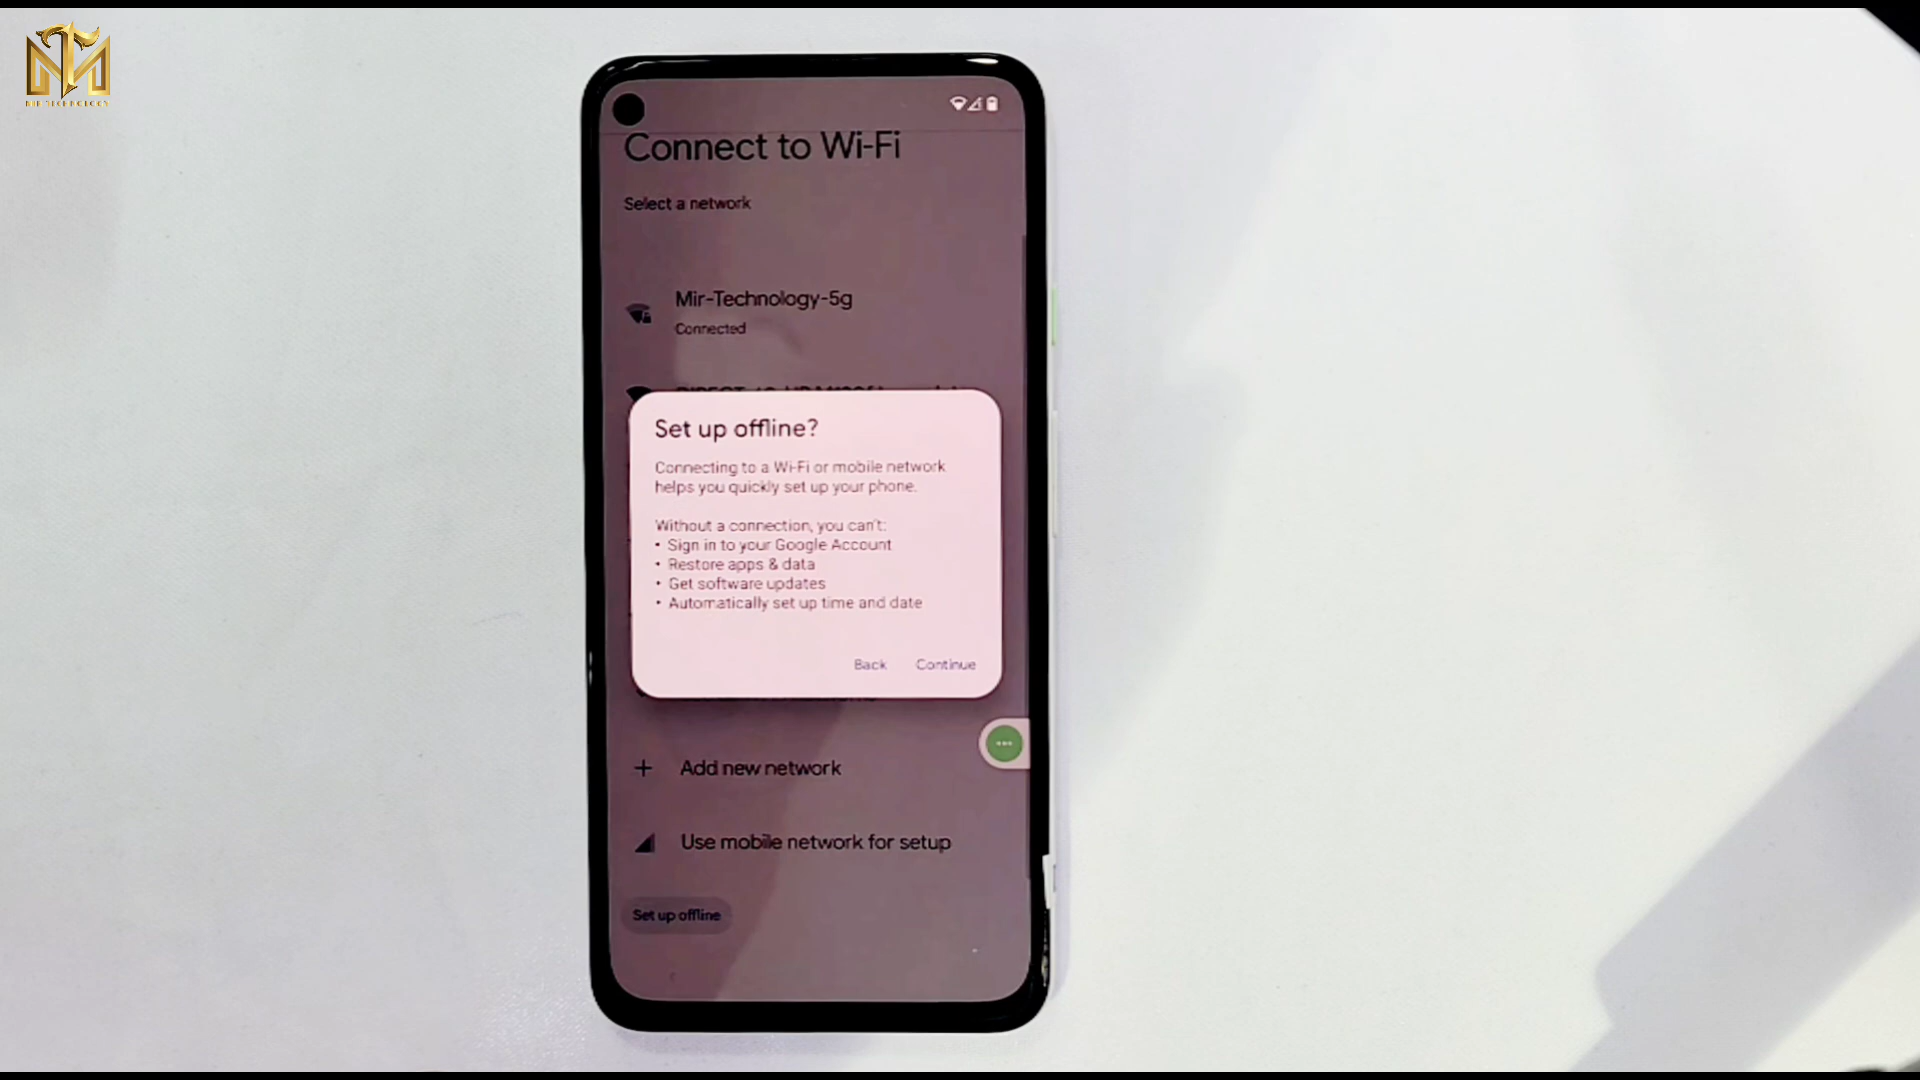 MIR TECHNOLOGY
Connect to Wi-Fi
Select a network
Mir-Technology-5g
Connected
Set up offline?
Connecting to a Wi-Fi or mobile network
helps you quickly set up your phone.
Without a connection, you can't:
• Sign in to your Google Account
• Restore apps & data
• Get software updates
• Automatically set up time and date
Back Continue
Add new network
Use mobile network for setup
Set up offline